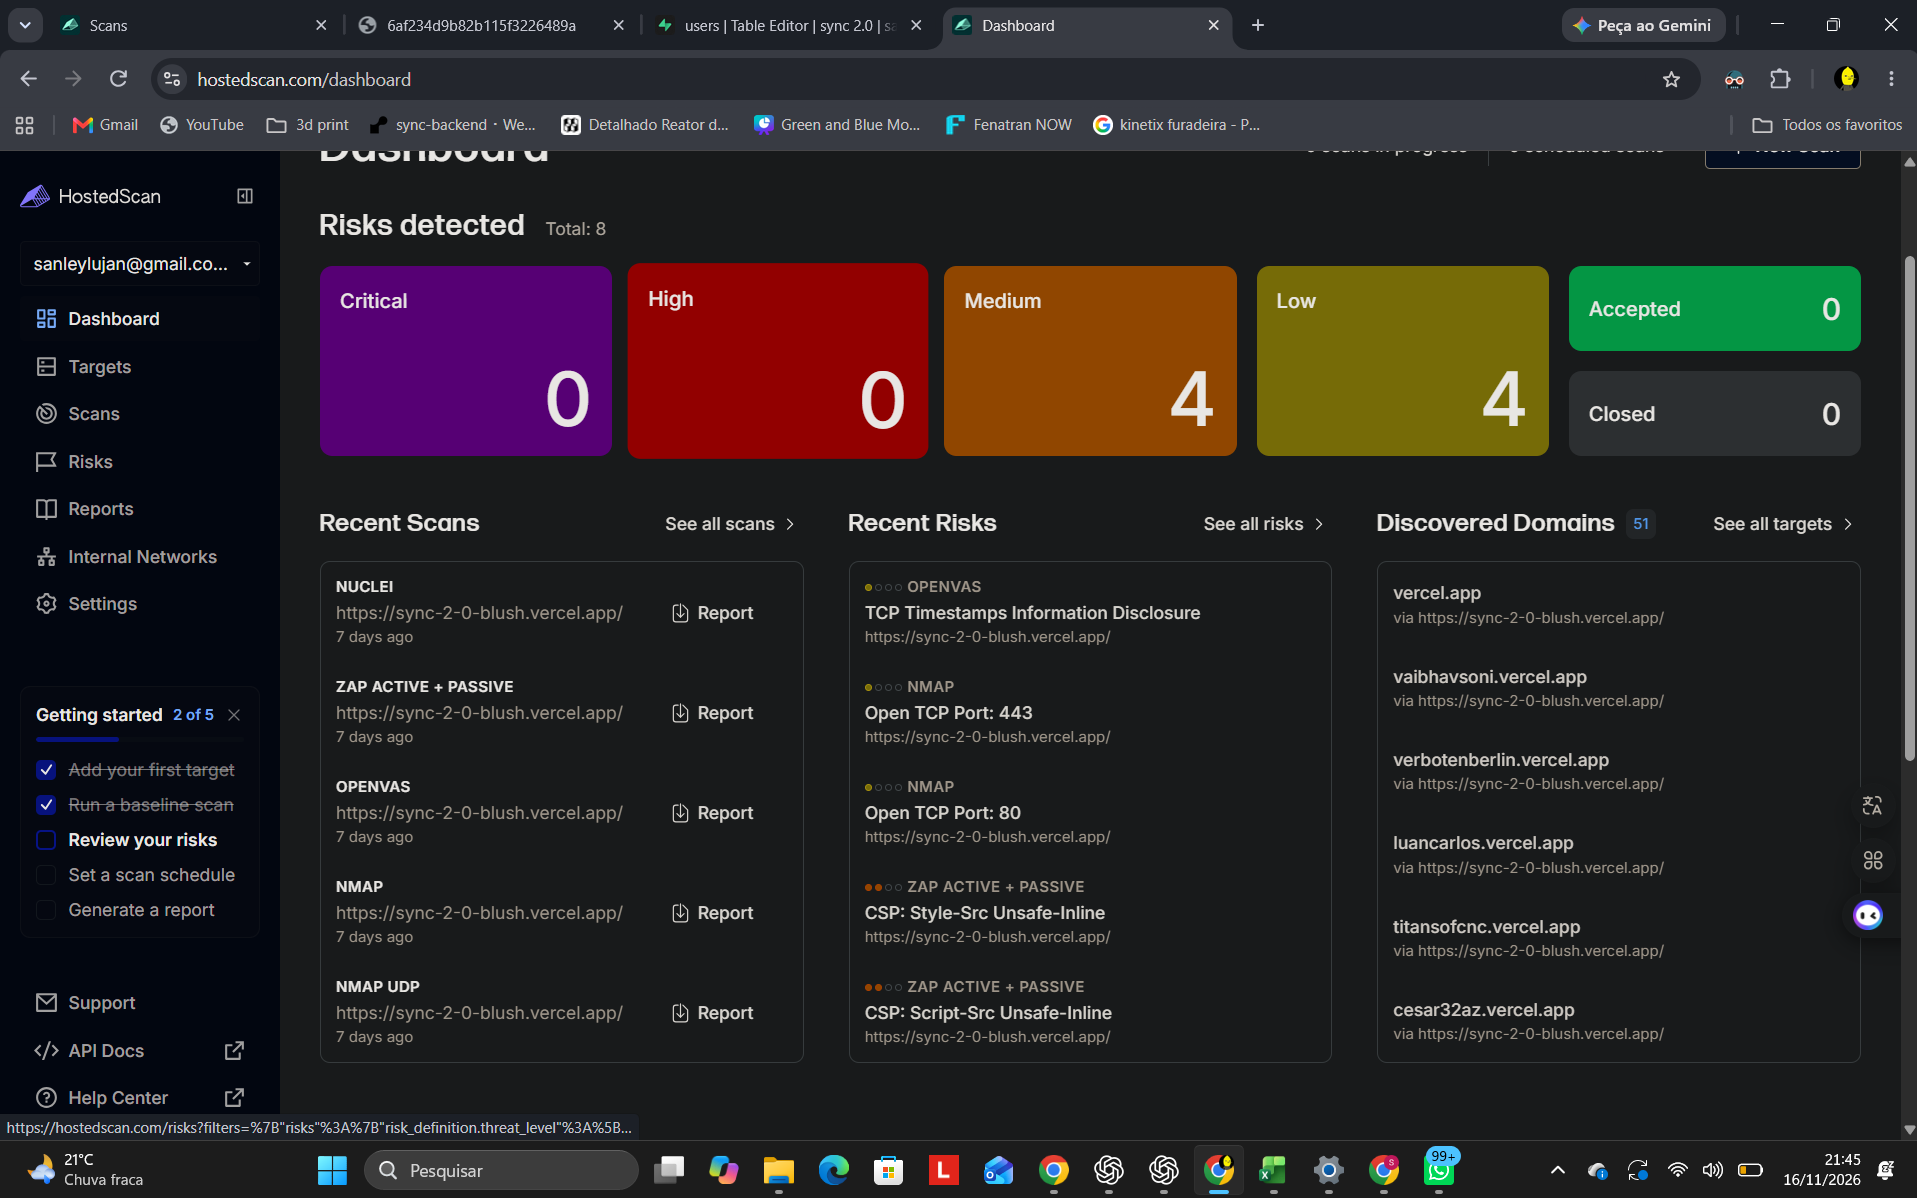 Scans
6af234d9b82b115f3226489a
users | Table Editor | sync 2.0 | sa
Dashboard
Peça ao Gemini
hostedscan.com/dashboard
Gmail
YouTube
3d print
sync-backend · We...
Detalhado Reator d...
Green and Blue Mo...
Fenatran NOW
kinetix furadeira - P...
Todos os favoritos
HostedScan
sanleylujan@gmail.co...
Dashboard
Targets
Scans
Risks
Reports
Internal Networks
Settings
Getting started 2 of 5
Add your first target
Run a baseline scan
Review your risks
Set a scan schedule
Generate a report
Support
API Docs
Help Center
Dashboard
0 scans in progress
0 scheduled scans
+ New Scan
Risks detected Total: 8
Critical
0
High
0
Medium
4
Low
4
Accepted 0
Closed 0
Recent Scans See all scans
NUCLEI
https://sync-2-0-blush.vercel.app/ Report
7 days ago
ZAP ACTIVE + PASSIVE
https://sync-2-0-blush.vercel.app/ Report
7 days ago
OPENVAS
https://sync-2-0-blush.vercel.app/ Report
7 days ago
NMAP
https://sync-2-0-blush.vercel.app/ Report
7 days ago
NMAP UDP
https://sync-2-0-blush.vercel.app/ Report
7 days ago
Recent Risks See all risks
OPENVAS
TCP Timestamps Information Disclosure
https://sync-2-0-blush.vercel.app/
NMAP
Open TCP Port: 443
https://sync-2-0-blush.vercel.app/
NMAP
Open TCP Port: 80
https://sync-2-0-blush.vercel.app/
ZAP ACTIVE + PASSIVE
CSP: Style-Src Unsafe-Inline
https://sync-2-0-blush.vercel.app/
ZAP ACTIVE + PASSIVE
CSP: Script-Src Unsafe-Inline
https://sync-2-0-blush.vercel.app/
Discovered Domains 51 See all targets
vercel.app
via https://sync-2-0-blush.vercel.app/
vaibhavsoni.vercel.app
via https://sync-2-0-blush.vercel.app/
verbotenberlin.vercel.app
via https://sync-2-0-blush.vercel.app/
luancarlos.vercel.app
via https://sync-2-0-blush.vercel.app/
titansofcnc.vercel.app
via https://sync-2-0-blush.vercel.app/
cesar32az.vercel.app
via https://sync-2-0-blush.vercel.app/
https://hostedscan.com/risks?filters=%7B"risks"%3A%7B"risk_definition.threat_level"%3A%5B...
21°C
Chuva fraca
Pesquisar
99+
21:45
16/11/2026